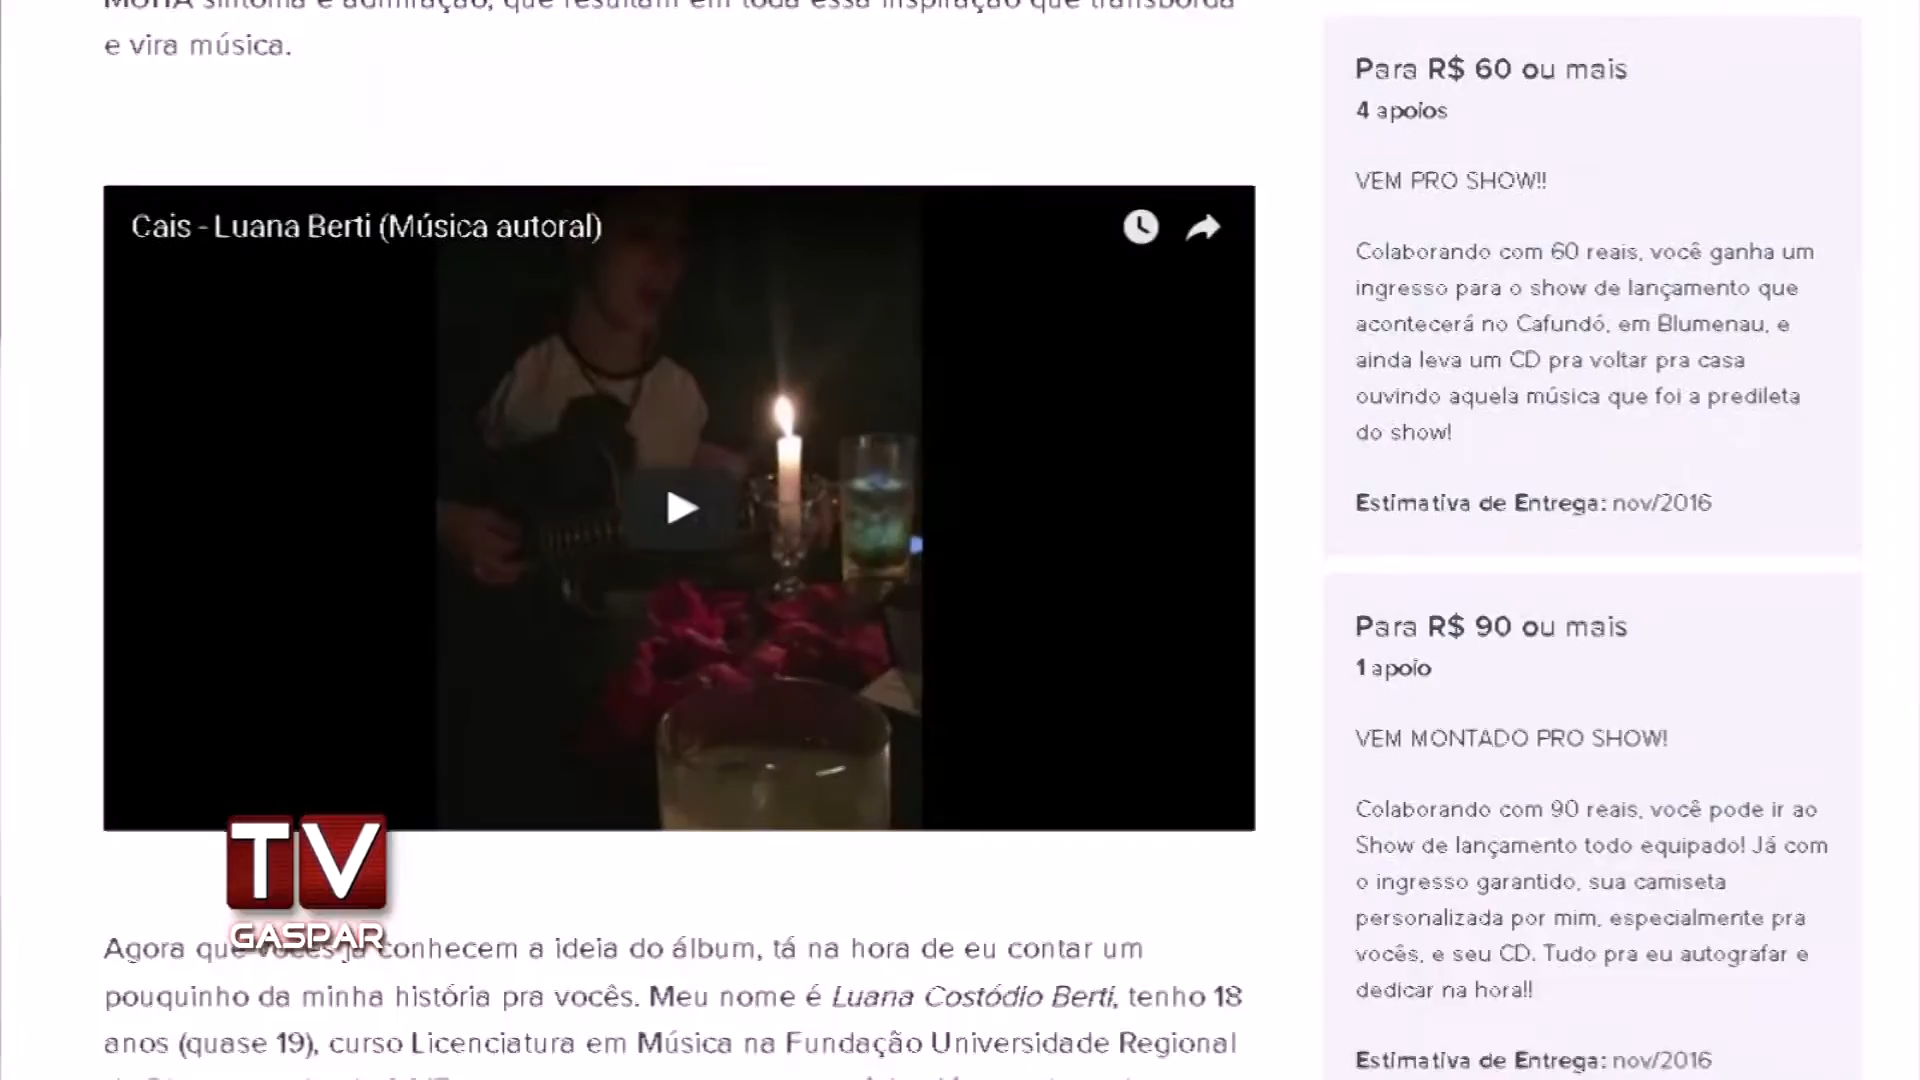 e vira música.
Cais - Luana Berti (Música autoral)
TV
GASPAR
Agora que vocês já conhecem a ideia do álbum, tá na hora de eu contar um
pouquinho da minha história pra vocês. Meu nome é Luana Costódio Berti, tenho 18
anos (quase 19), curso Licenciatura em Música na Fundação Universidade Regional
Para R$ 60 ou mais
4 apoios
VEM PRO SHOW!!
Colaborando com 60 reais, você ganha um
ingresso para o show de lançamento que
acontecerá no Cafundó, em Blumenau, e
ainda leva um CD pra voltar pra casa
ouvindo aquela música que foi a predileta
do show!
Estimativa de Entrega: nov/2016
Para R$ 90 ou mais
1 apoio
VEM MONTADO PRO SHOW!
Colaborando com 90 reais, você pode ir ao
Show de lançamento todo equipado! Já com
o ingresso garantido, sua camiseta
personalizada por mim, especialmente pra
vocês, e seu CD. Tudo pra eu autografar e
dedicar na hora!!
Estimativa de Entrega: nov/2016